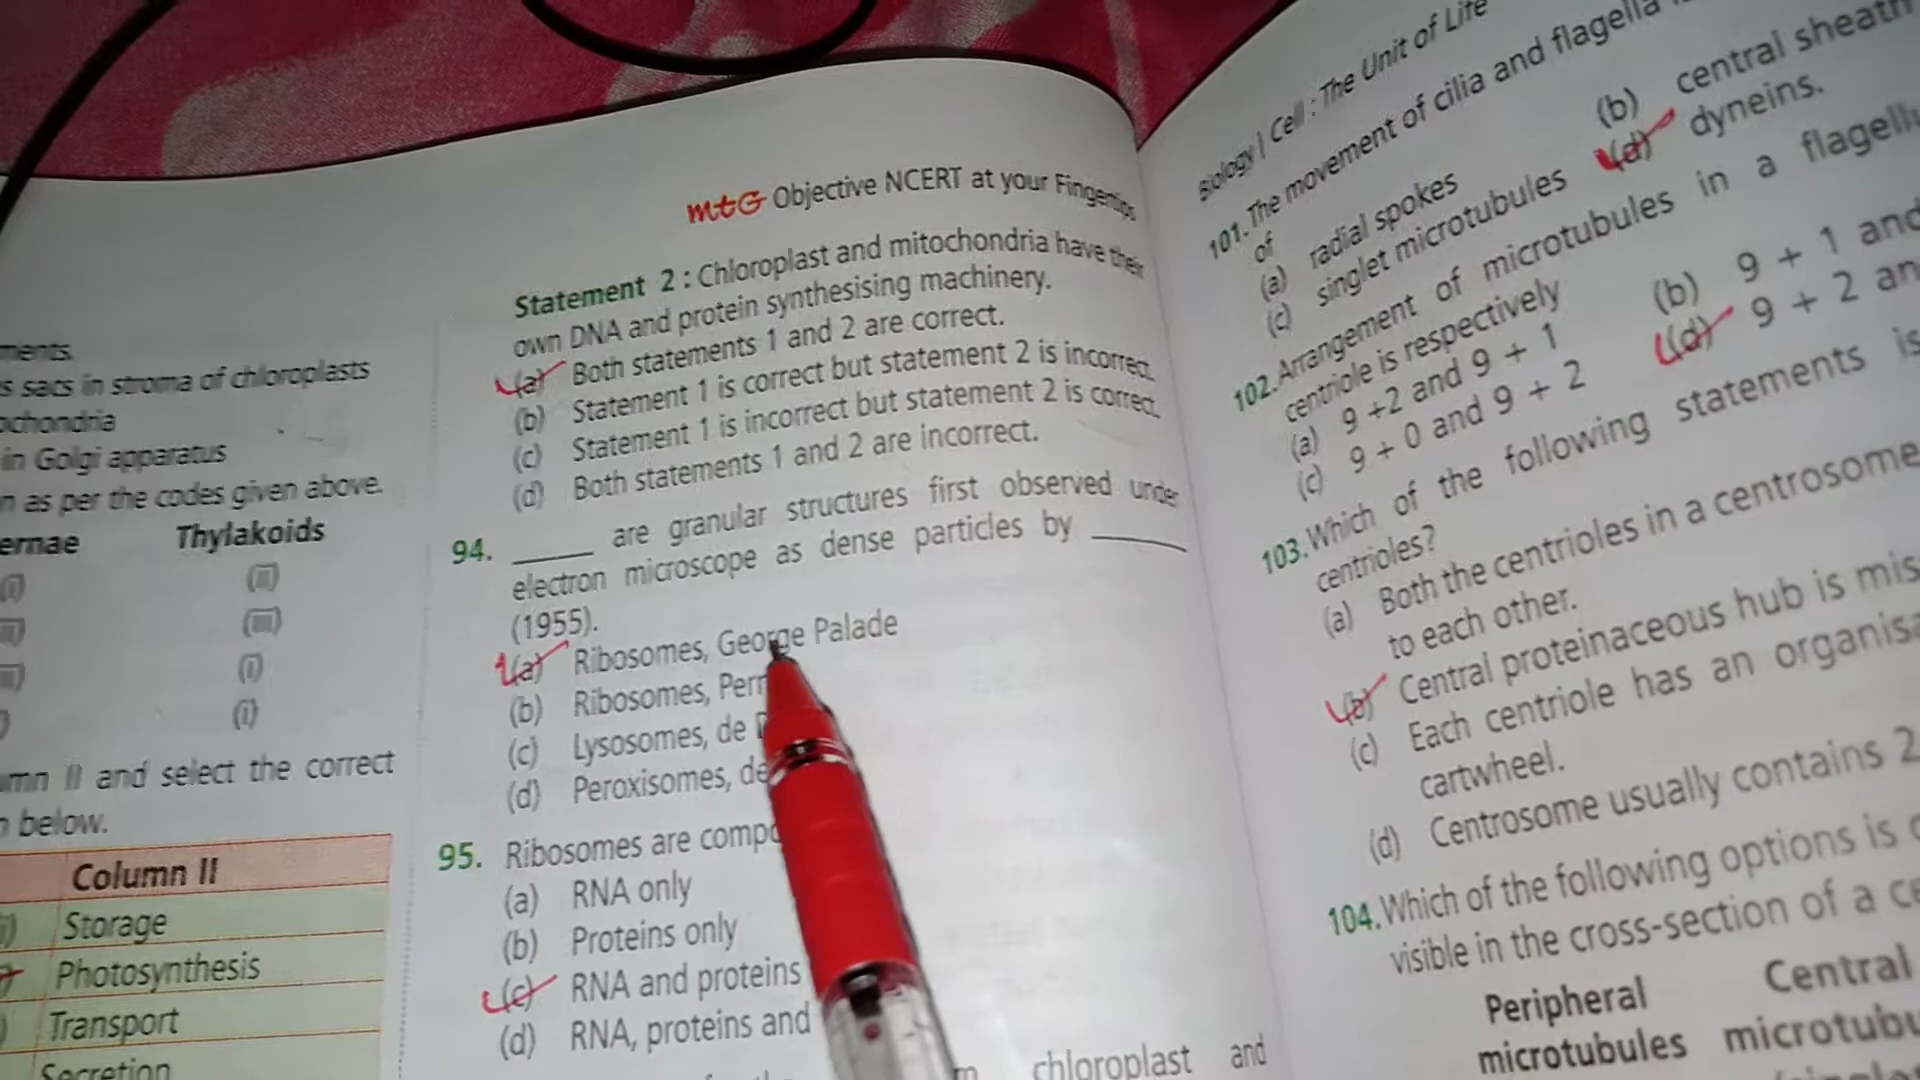 ments.
s sacs in stroma of chloroplasts
ochondria
in Golgi apparatus
n as per the codes given above.
ernae Thylakoids
(i) (ii)
(iii)
(i)
(i)
mn II and select the correct
below.
Column II
Storage
Photosynthesis
Transport
Secretion
mtG Objective NCERT at your Fingertips
Statement 2 : Chloroplast and mitochondria have their
own DNA and protein synthesising machinery.
(a) Both statements 1 and 2 are correct.
(b) Statement 1 is correct but statement 2 is incorrect.
(c) Statement 1 is incorrect but statement 2 is correct.
(d) Both statements 1 and 2 are incorrect.
94. _____ are granular structures first observed under
electron microscope as dense particles by _____
(1955).
(a) Ribosomes, George Palade
(b) Ribosomes, Perr
(c) Lysosomes, de D
(d) Peroxisomes, de
95. Ribosomes are compo
(a) RNA only
(b) Proteins only
(c) RNA and proteins
(d) RNA, proteins and
chloroplast and
Biology | Cell : The Unit of Life
101. The movement of cilia and flagella
of
(a) radial spokes (b) central sheath
(c) singlet microtubules (d) dyneins.
102. Arrangement of microtubules in a flagellu
centriole is respectively
(a) 9 +2 and 9 + 1 (b) 9 + 1 and
(c) 9 + 0 and 9 + 2 (d) 9 + 2 an
103. Which of the following statements is
centrioles?
(a) Both the centrioles in a centrosome
to each other.
(b) Central proteinaceous hub is mis
(c) Each centriole has an organisa
cartwheel.
(d) Centrosome usually contains 2
104. Which of the following options is c
visible in the cross-section of a ce
Peripheral Central
microtubules microtubu